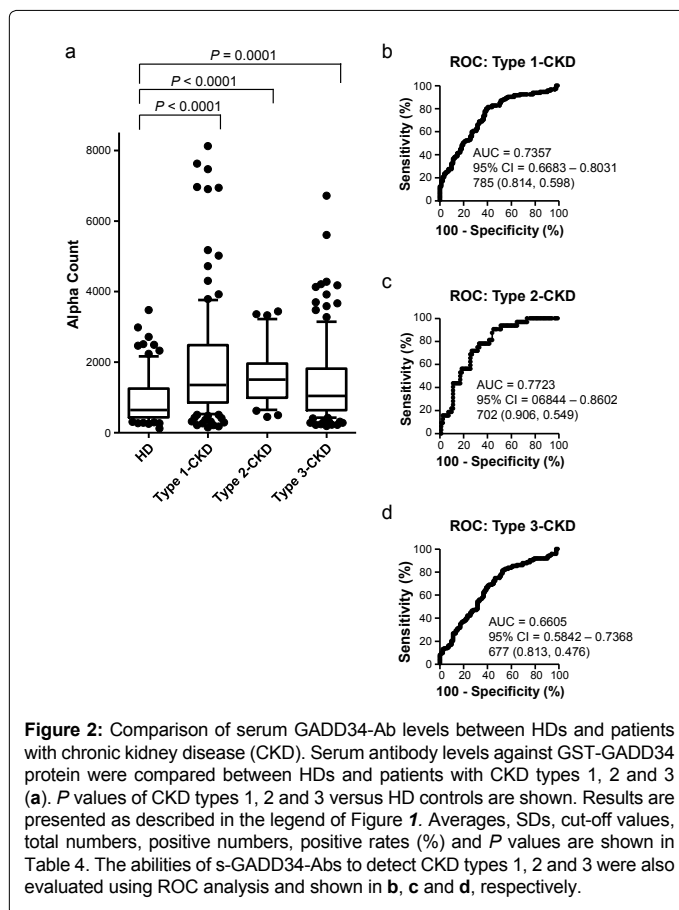 a
P = 0.0001
P < 0.0001
P < 0.0001
8000
6000
4000
2000
0
Alpha Count
HD
Type 1-CKD
Type 2-CKD
Type 3-CKD
b
ROC: Type 1-CKD
100
80
60
40
20
0
Sensitivity (%)
AUC = 0.7357
95% CI = 0.6683 – 0.8031
785 (0.814, 0.598)
0 20 40 60 80 100
100 - Specificity (%)
c
ROC: Type 2-CKD
100
80
60
40
20
0
Sensitivity (%)
AUC = 0.7723
95% CI = 06844 – 0.8602
702 (0.906, 0.549)
0 20 40 60 80 100
100 - Specificity (%)
d
ROC: Type 3-CKD
100
80
60
40
20
0
Sensitivity (%)
AUC = 0.6605
95% CI = 0.5842 – 0.7368
677 (0.813, 0.476)
0 20 40 60 80 100
100 - Specificity (%)
Figure 2: Comparison of serum GADD34-Ab levels between HDs and patients
with chronic kidney disease (CKD). Serum antibody levels against GST-GADD34
protein were compared between HDs and patients with CKD types 1, 2 and 3
(a). P values of CKD types 1, 2 and 3 versus HD controls are shown. Results are
presented as described in the legend of Figure 1. Averages, SDs, cut-off values,
total numbers, positive numbers, positive rates (%) and P values are shown in
Table 4. The abilities of s-GADD34-Abs to detect CKD types 1, 2 and 3 were also
evaluated using ROC analysis and shown in b, c and d, respectively.